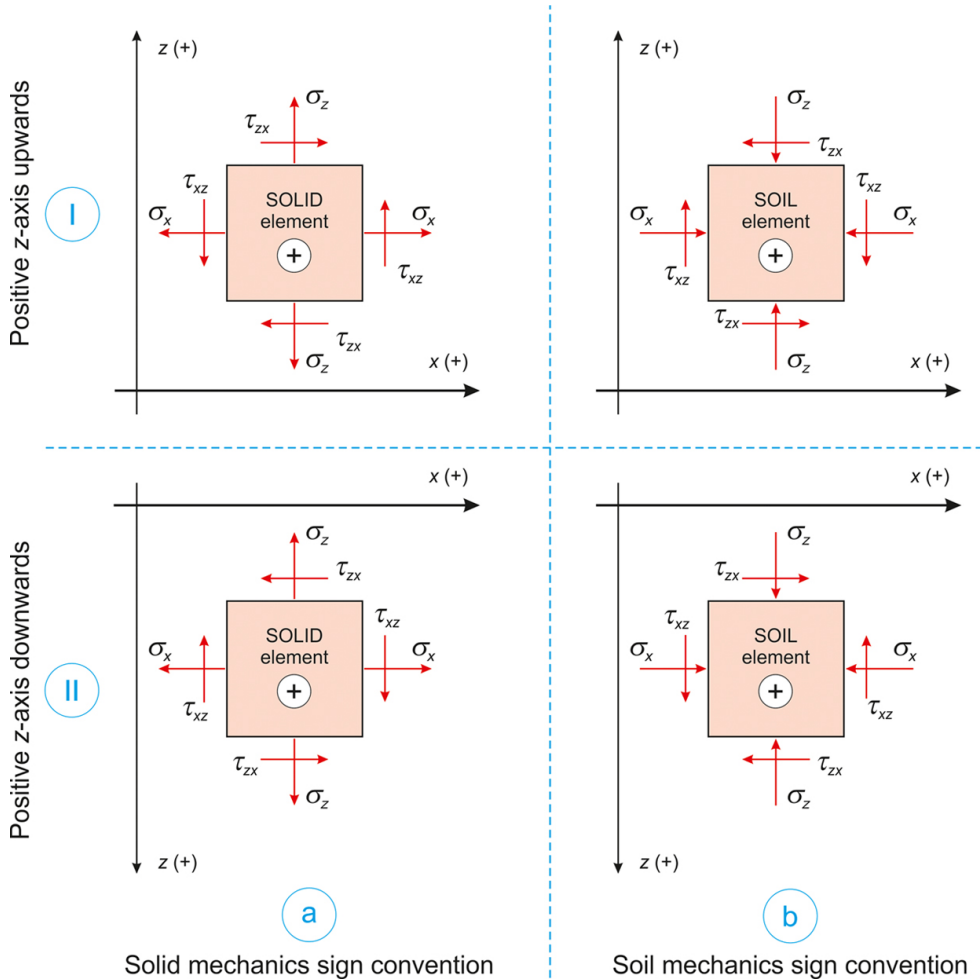 Positive z-axis upwards
I
z (+)
σz
τzx
τxz
SOLID
element
+
σx
σx
τxz
τzx
σz
x (+)
z (+)
σz
τzx
τxz
SOIL
element
+
σx
σx
τxz
τzx
σz
x (+)
Positive z-axis downwards
II
x (+)
σz
τzx
SOLID
element
+
τxz
σx
σx
τxz
τzx
σz
z (+)
x (+)
σz
τzx
τxz
SOIL
element
+
σx
σx
τxz
τzx
σz
z (+)
a
Solid mechanics sign convention
b
Soil mechanics sign convention